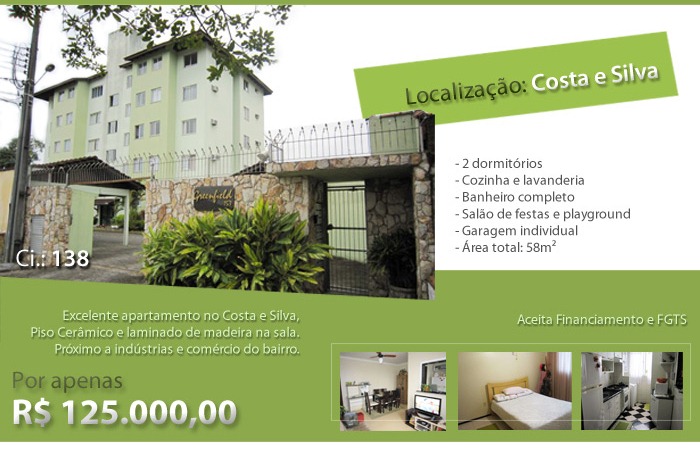 Localização: Costa e Silva
Greenfield
- 2 dormitórios
- Cozinha e lavanderia
- Banheiro completo
- Salão de festas e playground
- Garagem individual
- Área total: 58m²
Ci.: 138
Excelente apartamento no Costa e Silva,
Piso Cerâmico e laminado de madeira na sala.
Próximo a indústrias e comércio do bairro.
Aceita Financiamento e FGTS
Por apenas
R$ 125.000,00